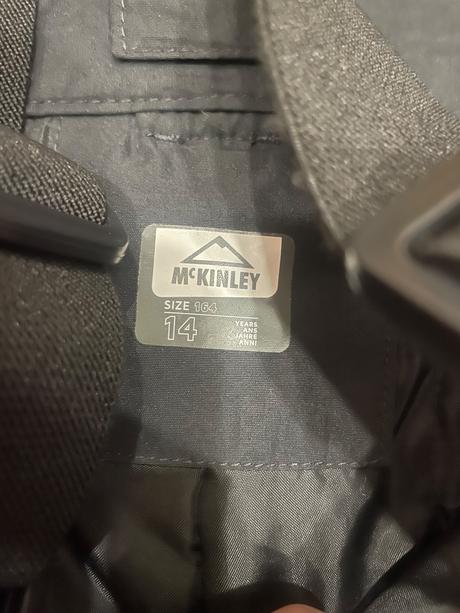 McKINLEY
SIZE 164
14
YEARS
ANS
JAHRE
ANNI